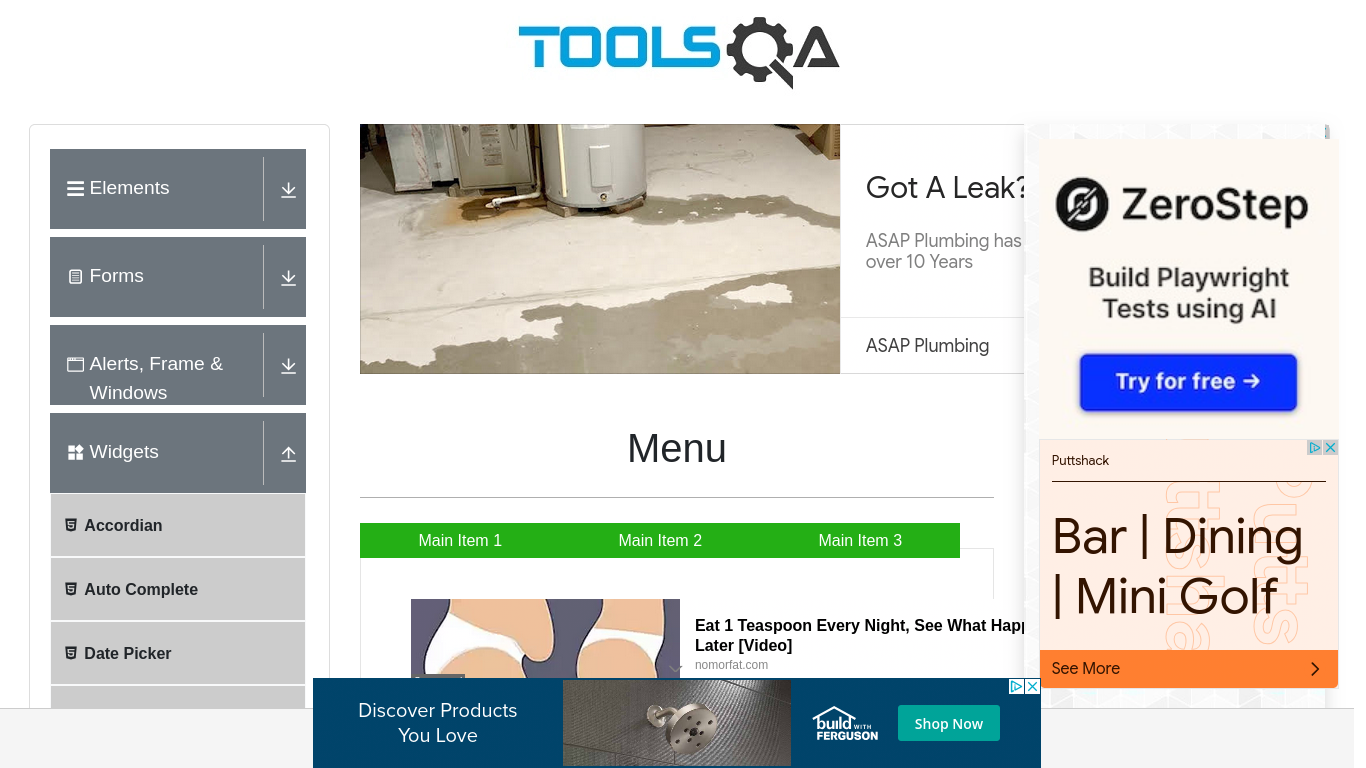 TOOLSQA
Elements
Forms
Alerts, Frame &
Windows
Widgets
Accordian
Auto Complete
Date Picker
Got A Leak?
ASAP Plumbing has
over 10 Years
ASAP Plumbing
Menu
Main Item 1
Main Item 2
Main Item 3
Eat 1 Teaspoon Every Night, See What Happ
Later [Video]
nomorfat.com
ZeroStep
Build Playwright
Tests using AI
Try for free →
Puttshack
Bar | Dining
| Mini Golf
See More
Discover Products
You Love
build WITH
FERGUSON
Shop Now